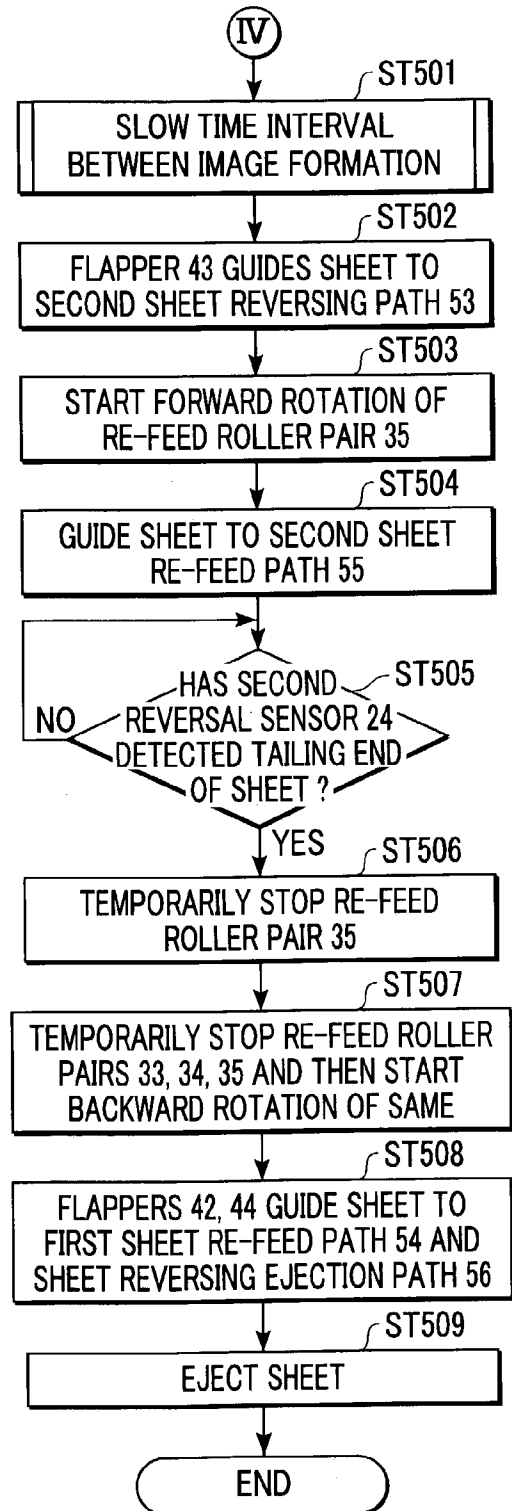 IV
ST501
SLOW TIME INTERVAL
BETWEEN IMAGE FORMATION
ST502
FLAPPER 43 GUIDES SHEET TO
SECOND SHEET REVERSING PATH 53
ST503
START FORWARD ROTATION OF
RE-FEED ROLLER PAIR 35
ST504
GUIDE SHEET TO SECOND SHEET
RE-FEED PATH 55
ST505
HAS SECOND
REVERSAL SENSOR 24
DETECTED TAILING END
OF SHEET ?
NO
YES
ST506
TEMPORARILY STOP RE-FEED
ROLLER PAIR 35
ST507
TEMPORARILY STOP RE-FEED ROLLER
PAIRS 33, 34, 35 AND THEN START
BACKWARD ROTATION OF SAME
ST508
FLAPPERS 42, 44 GUIDE SHEET TO
FIRST SHEET RE-FEED PATH 54 AND
SHEET REVERSING EJECTION PATH 56
ST509
EJECT SHEET
END